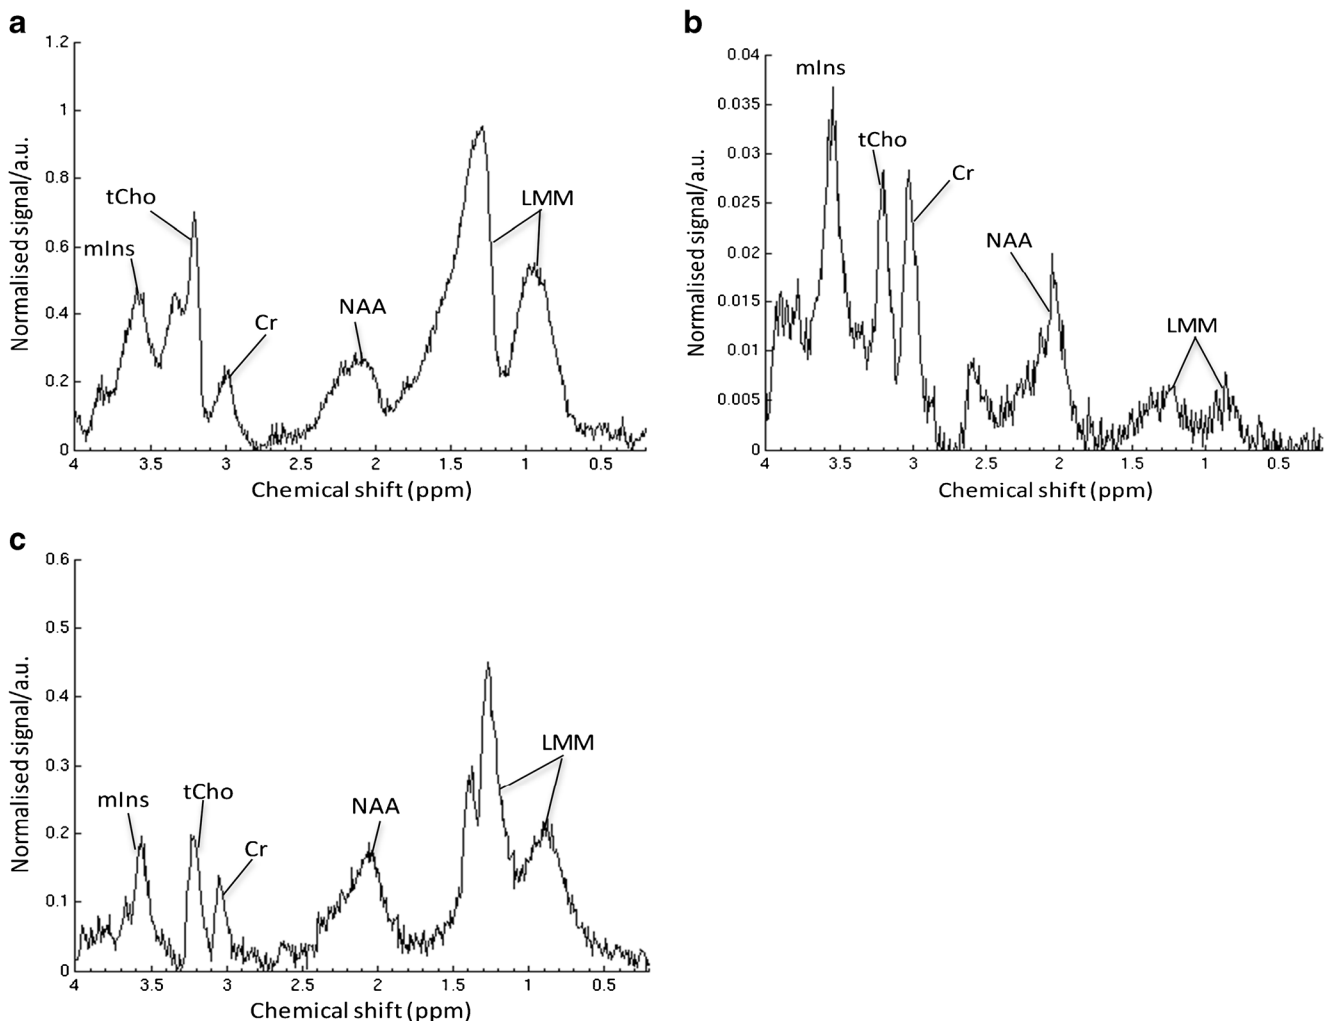 a
1.2
1
0.8
0.6
0.4
0.2
0
Normalised signal/a.u.
tCho
mIns
Cr
NAA
LMM
4 3.5 3 2.5 2 1.5 1 0.5
Chemical shift (ppm)
b
0.04
0.035
0.03
0.025
0.02
0.015
0.01
0.005
0
Normalised signal/a.u.
mIns
tCho
Cr
NAA
LMM
4 3.5 3 2.5 2 1.5 1 0.5
Chemical shift (ppm)
c
0.6
0.5
0.4
0.3
0.2
0.1
0
Normalised signal/a.u.
mIns
tCho
Cr
NAA
LMM
4 3.5 3 2.5 2 1.5 1 0.5
Chemical shift (ppm)